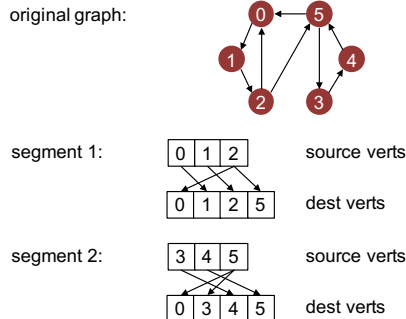 original graph:
0 5
1 4
2 3
segment 1:
0 1 2 source verts
0 1 2 5 dest verts
segment 2:
3 4 5 source verts
0 3 4 5 dest verts